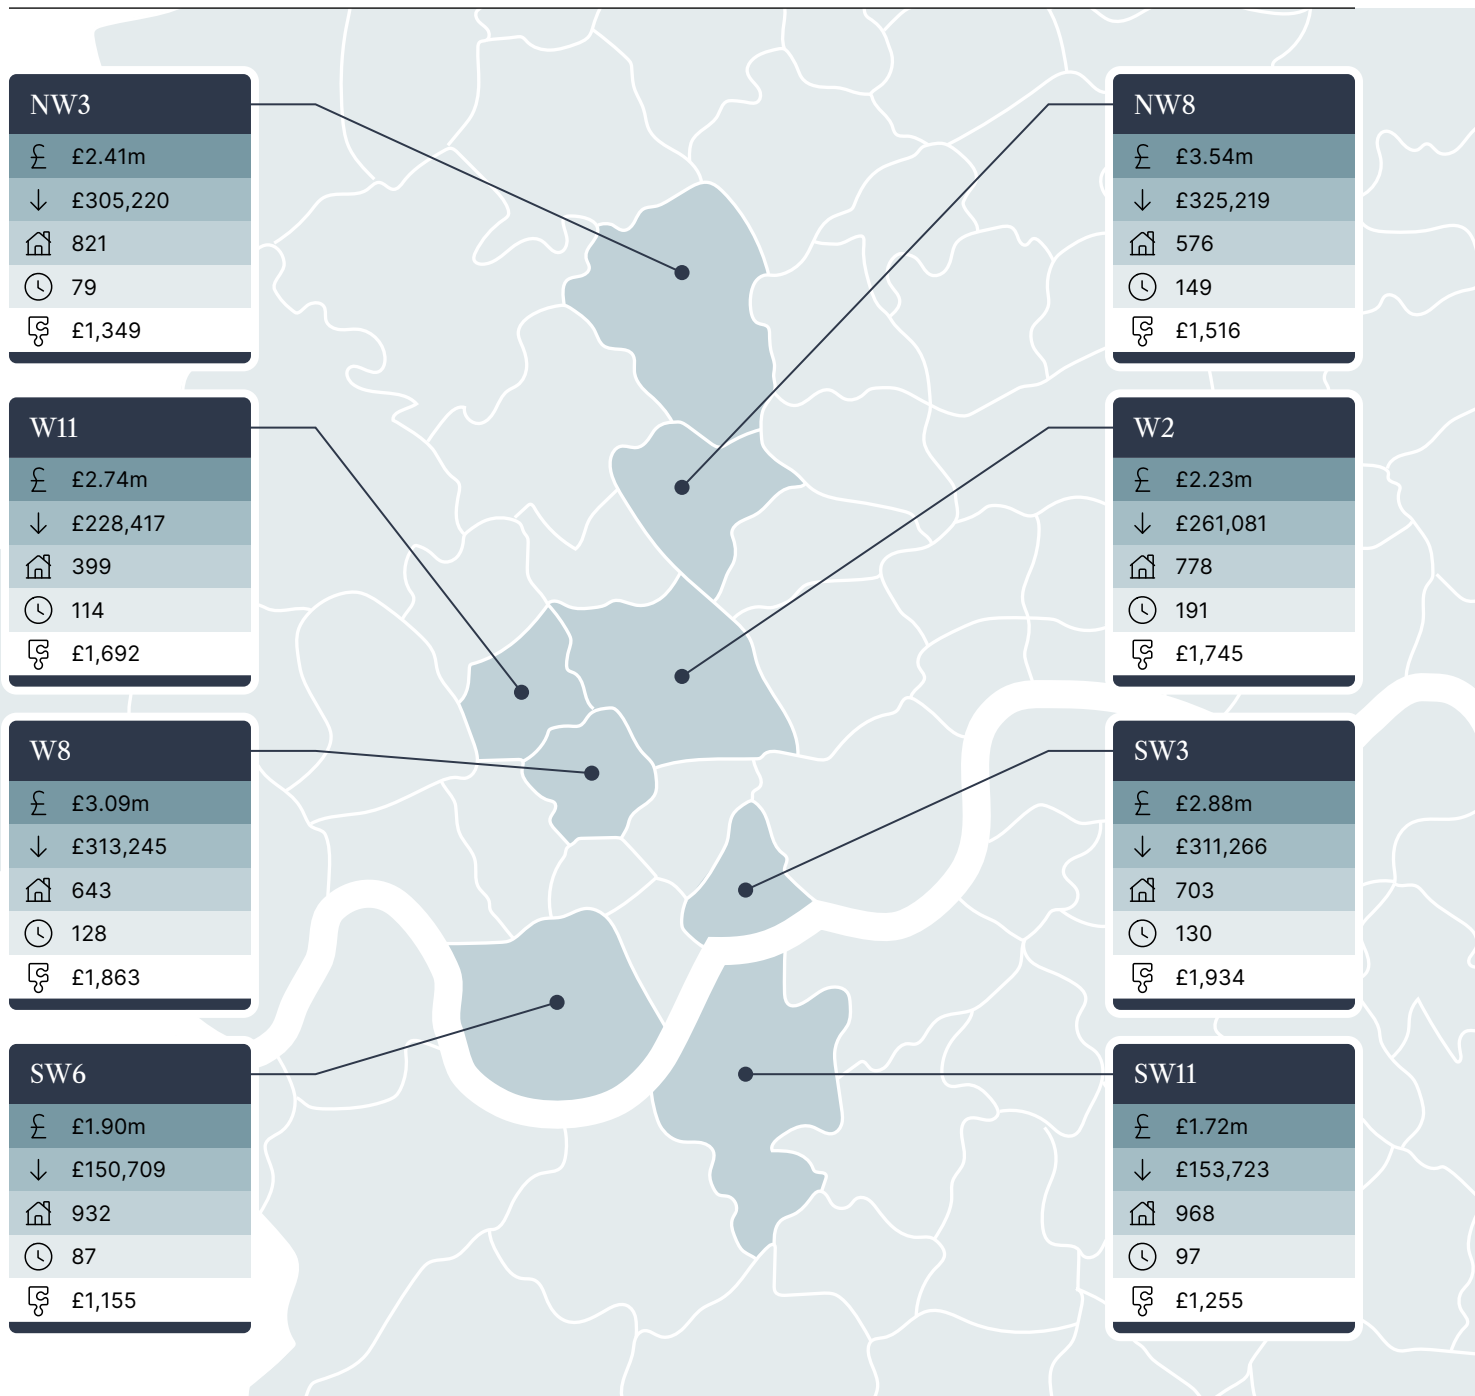 NW3
£2.41m
£305,220
821
79
£1,349
W11
£2.74m
£228,417
399
114
£1,692
W8
£3.09m
£313,245
643
128
£1,863
SW6
£1.90m
£150,709
932
87
£1,155
NW8
£3.54m
£325,219
576
149
£1,516
W2
£2.23m
£261,081
778
191
£1,745
SW3
£2.88m
£311,266
703
130
£1,934
SW11
£1.72m
£153,723
968
97
£1,255